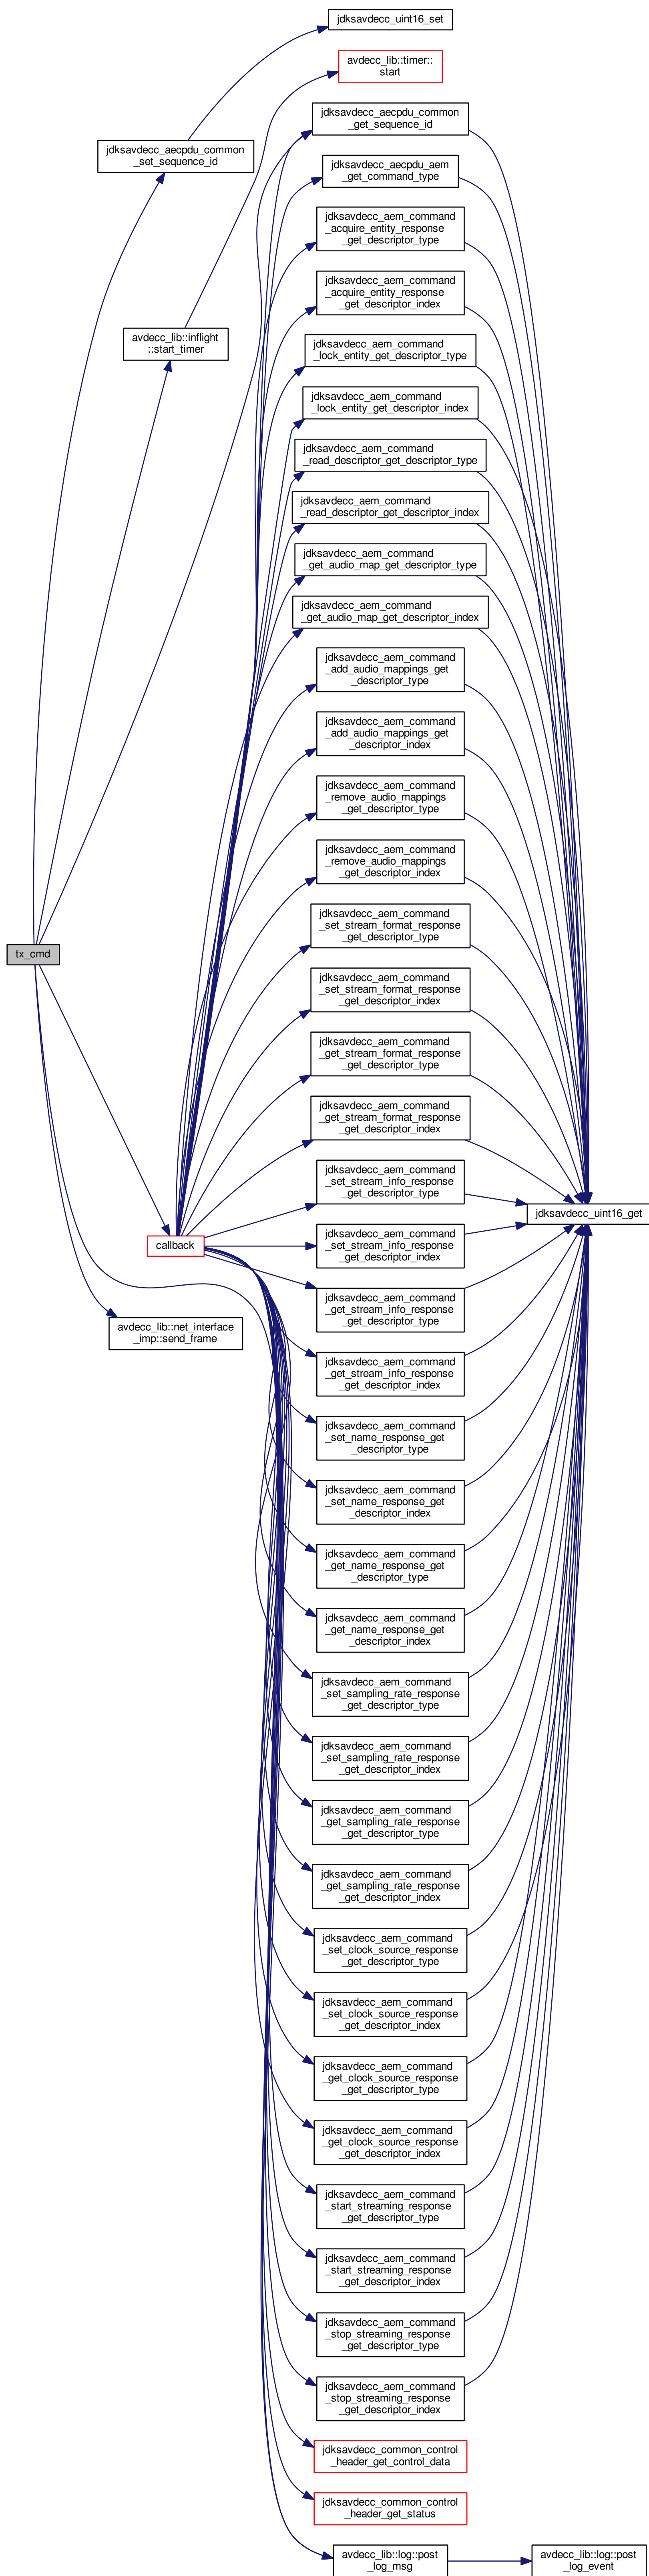 jdksavdecc_uint16_set
avdecc_lib::timer::
start
jdksavdecc_aecpdu_common
_get_sequence_id
jdksavdecc_aecpdu_common
_set_sequence_id
jdksavdecc_aecpdu_aem
_get_command_type
jdksavdecc_aem_command
_acquire_entity_response
_get_descriptor_type
jdksavdecc_aem_command
_acquire_entity_response
_get_descriptor_index
avdecc_lib::inflight
::start_timer
jdksavdecc_aem_command
_lock_entity_get_descriptor_type
jdksavdecc_aem_command
_lock_entity_get_descriptor_index
jdksavdecc_aem_command
_read_descriptor_get_descriptor_type
jdksavdecc_aem_command
_read_descriptor_get_descriptor_index
jdksavdecc_aem_command
_get_audio_map_get_descriptor_type
jdksavdecc_aem_command
_get_audio_map_get_descriptor_index
jdksavdecc_aem_command
_add_audio_mappings_get
_descriptor_type
jdksavdecc_aem_command
_add_audio_mappings_get
_descriptor_index
jdksavdecc_aem_command
_remove_audio_mappings
_get_descriptor_type
jdksavdecc_aem_command
_remove_audio_mappings
_get_descriptor_index
jdksavdecc_aem_command
_set_stream_format_response
_get_descriptor_type
tx_cmd
jdksavdecc_aem_command
_set_stream_format_response
_get_descriptor_index
jdksavdecc_aem_command
_get_stream_format_response
_get_descriptor_type
jdksavdecc_aem_command
_get_stream_format_response
_get_descriptor_index
jdksavdecc_aem_command
_set_stream_info_response
_get_descriptor_type
jdksavdecc_uint16_get
callback
jdksavdecc_aem_command
_set_stream_info_response
_get_descriptor_index
jdksavdecc_aem_command
_get_stream_info_response
_get_descriptor_type
avdecc_lib::net_interface
_imp::send_frame
jdksavdecc_aem_command
_get_stream_info_response
_get_descriptor_index
jdksavdecc_aem_command
_set_name_response_get
_descriptor_type
jdksavdecc_aem_command
_set_name_response_get
_descriptor_index
jdksavdecc_aem_command
_get_name_response_get
_descriptor_type
jdksavdecc_aem_command
_get_name_response_get
_descriptor_index
jdksavdecc_aem_command
_set_sampling_rate_response
_get_descriptor_type
jdksavdecc_aem_command
_set_sampling_rate_response
_get_descriptor_index
jdksavdecc_aem_command
_get_sampling_rate_response
_get_descriptor_type
jdksavdecc_aem_command
_get_sampling_rate_response
_get_descriptor_index
jdksavdecc_aem_command
_set_clock_source_response
_get_descriptor_type
jdksavdecc_aem_command
_set_clock_source_response
_get_descriptor_index
jdksavdecc_aem_command
_get_clock_source_response
_get_descriptor_type
jdksavdecc_aem_command
_get_clock_source_response
_get_descriptor_index
jdksavdecc_aem_command
_start_streaming_response
_get_descriptor_type
jdksavdecc_aem_command
_start_streaming_response
_get_descriptor_index
jdksavdecc_aem_command
_stop_streaming_response
_get_descriptor_type
jdksavdecc_aem_command
_stop_streaming_response
_get_descriptor_index
jdksavdecc_common_control
_header_get_control_data
jdksavdecc_common_control
_header_get_status
avdecc_lib::log::post
_log_msg
avdecc_lib::log::post
_log_event